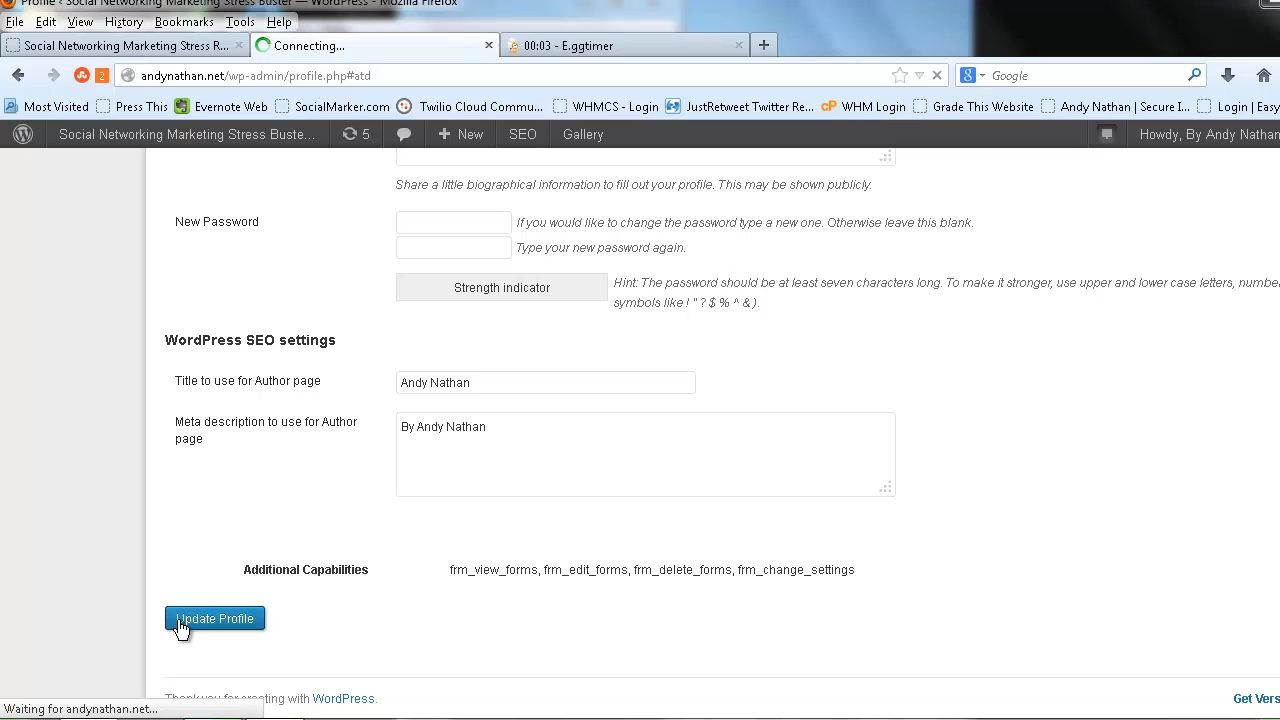 Profile ‹ Social Networking Marketing Stress Buster — WordPress - Mozilla Firefox
File Edit View History Bookmarks Tools Help
Social Networking Marketing Stress R... × Connecting... × 00:03 - E.ggtimer × +
2 andynathan.net/wp-admin/profile.php#atd Google
Most Visited Press This Evernote Web SocialMarker.com Twilio Cloud Commu... WHMCS - Login JustRetweet Twitter Re... cP WHM Login Grade This Website Andy Nathan | Secure I... Login | Easy
Social Networking Marketing Stress Buste... 5 + New SEO Gallery Howdy, By Andy Nathan
Share a little biographical information to fill out your profile. This may be shown publicly.
New Password If you would like to change the password type a new one. Otherwise leave this blank.
Type your new password again.
Strength indicator Hint: The password should be at least seven characters long. To make it stronger, use upper and lower case letters, number
symbols like ! " ? $ % ^ & ).
WordPress SEO settings
Title to use for Author page Andy Nathan
Meta description to use for Author By Andy Nathan
page
Additional Capabilities frm_view_forms, frm_edit_forms, frm_delete_forms, frm_change_settings
Update Profile
Thank you for creating with WordPress. Get Vers
Waiting for andynathan.net...